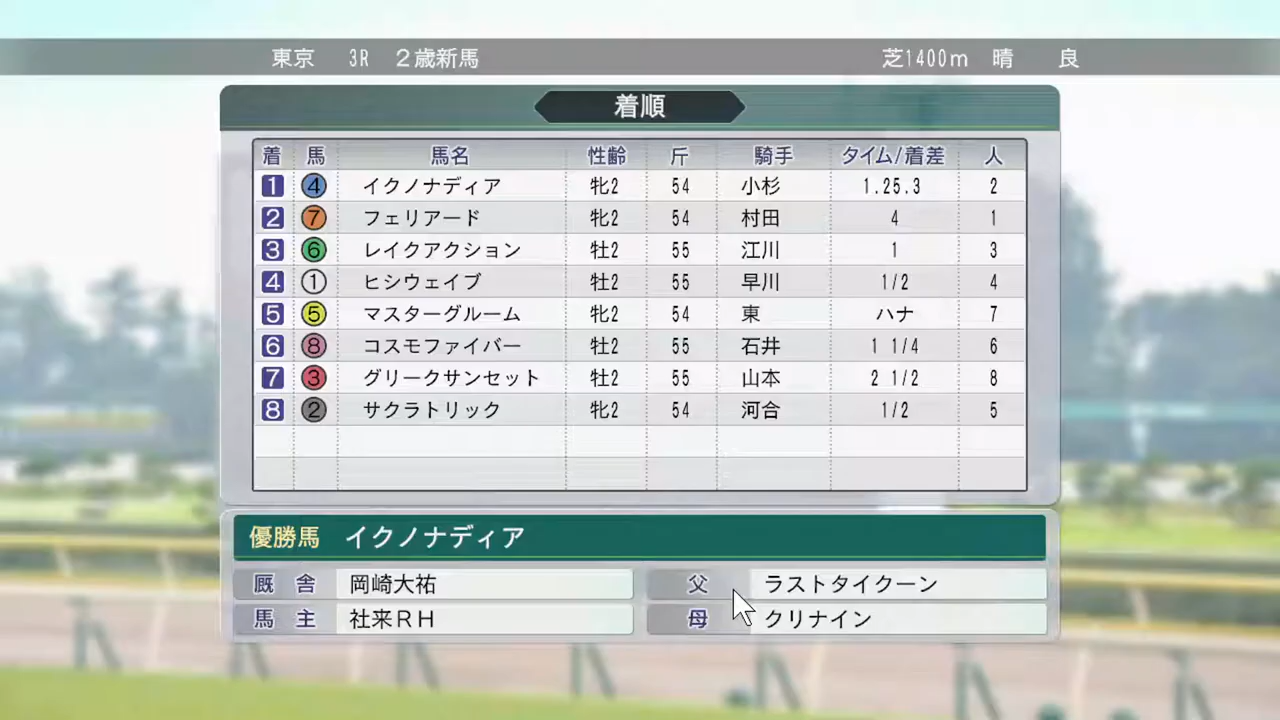 東京 3R 2歳新馬 芝1400m 晴 良
着順
着 馬 馬名 性齢 斤 騎手 タイム/着差 人
1 4 イクノナディア 牝2 54 小杉 1.25.3 2
2 7 フェリアード 牝2 54 村田 4 1
3 6 レイクアクション 牡2 55 江川 1 3
4 1 ヒシウェイブ 牡2 55 早川 1/2 4
5 5 マスターグルーム 牝2 54 東 ハナ 7
6 8 コスモファイバー 牡2 55 石井 1 1/4 6
7 3 グリークサンセット 牡2 55 山本 2 1/2 8
8 2 サクラトリック 牝2 54 河合 1/2 5
優勝馬 イクノナディア
厩舎 岡崎大祐 父 ラストタイクーン
馬主 社来RH 母 クリナイン